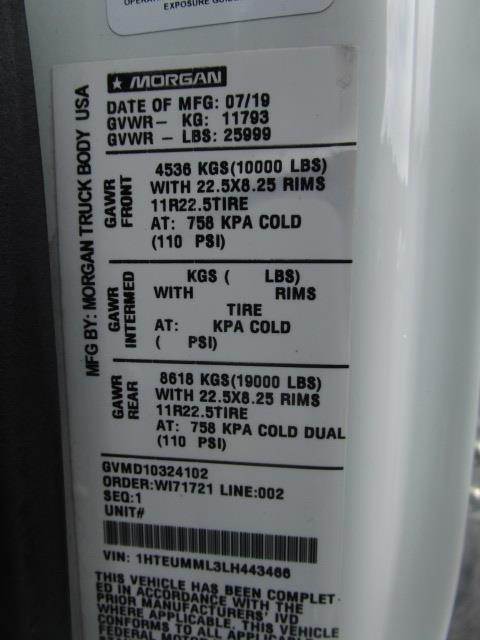 EXPOSURE
MORGAN
DATE OF MFG: 07/19
GVWR- KG: 11793
GVWR - LBS: 25999
MFG BY: MORGAN TRUCK BODY USA
GAWR
FRONT
4536 KGS(10000 LBS)
WITH 22.5X8.25 RIMS
11R22.5TIRE
AT: 758 KPA COLD
(110 PSI)
GAWR
INTERMED
KGS ( LBS)
WITH RIMS
TIRE
AT: KPA COLD
( PSI)
GAWR
REAR
8618 KGS(19000 LBS)
WITH 22.5X8.25 RIMS
11R22.5TIRE
AT: 758 KPA COLD DUAL
(110 PSI)
GVMD10324102
ORDER:WI71721 LINE:002
SEQ:1
UNIT#
VIN: 1HTEUMML3LH443466
THIS VEHICLE HAS BEEN COMPLET
ED IN ACCORDANCE WITH THE
PRIOR MANUFACTURERS' IVD
WHERE APPLICABLE. THIS VEHICLE
CONFORMS TO ALL APPLICA
FEDERAL MOTOR